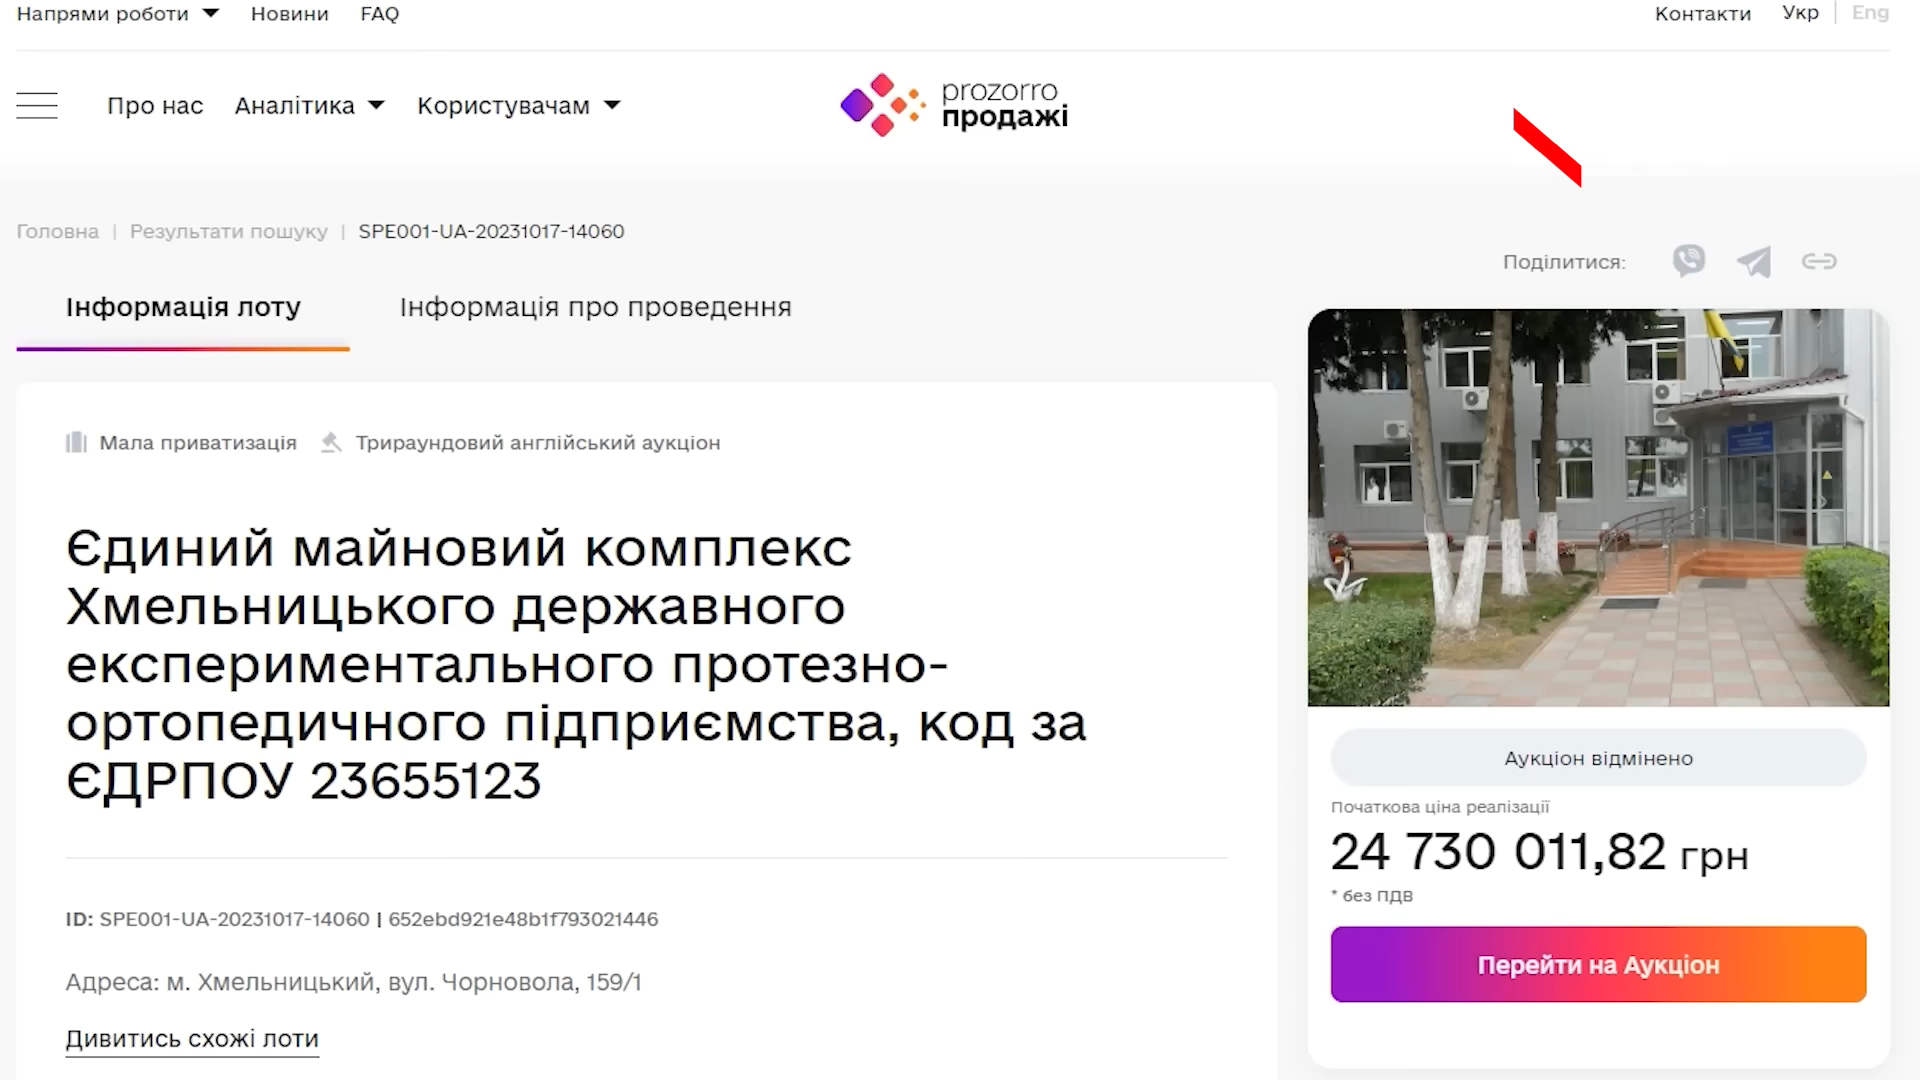 Напрями роботи
Новини
FAQ
Контакти
Укр
Eng
Про нас
Аналітика
Користувачам
prozorro
продажі
Головна | Результати пошуку | SPE001-UA-20231017-14060
Поділитися:
Інформація лоту
Інформація про проведення
Мала приватизація
Трираундовий англійський аукціон
Єдиний майновий комплекс
Хмельницького державного
експериментального протезно-
ортопедичного підприємства, код за
ЄДРПОУ 23655123
ID: SPE001-UA-20231017-14060 | 652ebd921e48b1f793021446
Адреса: м. Хмельницький, вул. Чорновола, 159/1
Дивитись схожі лоти
Аукціон відмінено
Початкова ціна реалізації
24 730 011,82 грн
* без ПДВ
Перейти на Аукціон